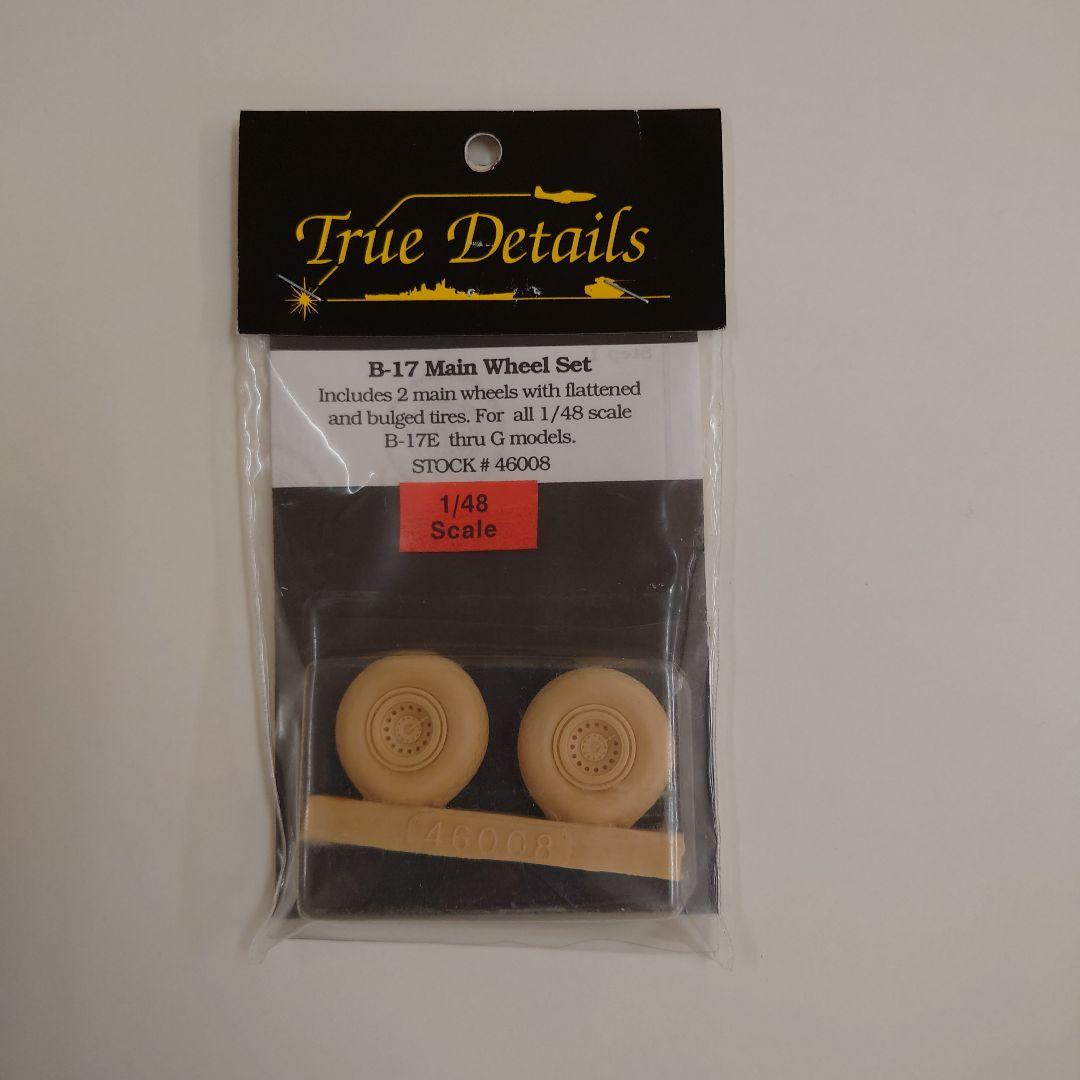 True Details
B-17 Main Wheel Set
Includes 2 main wheels with flattened
and bulged tires. For all 1/48 scale
B-17E thru G models.
STOCK # 46008
1/48
Scale
46008